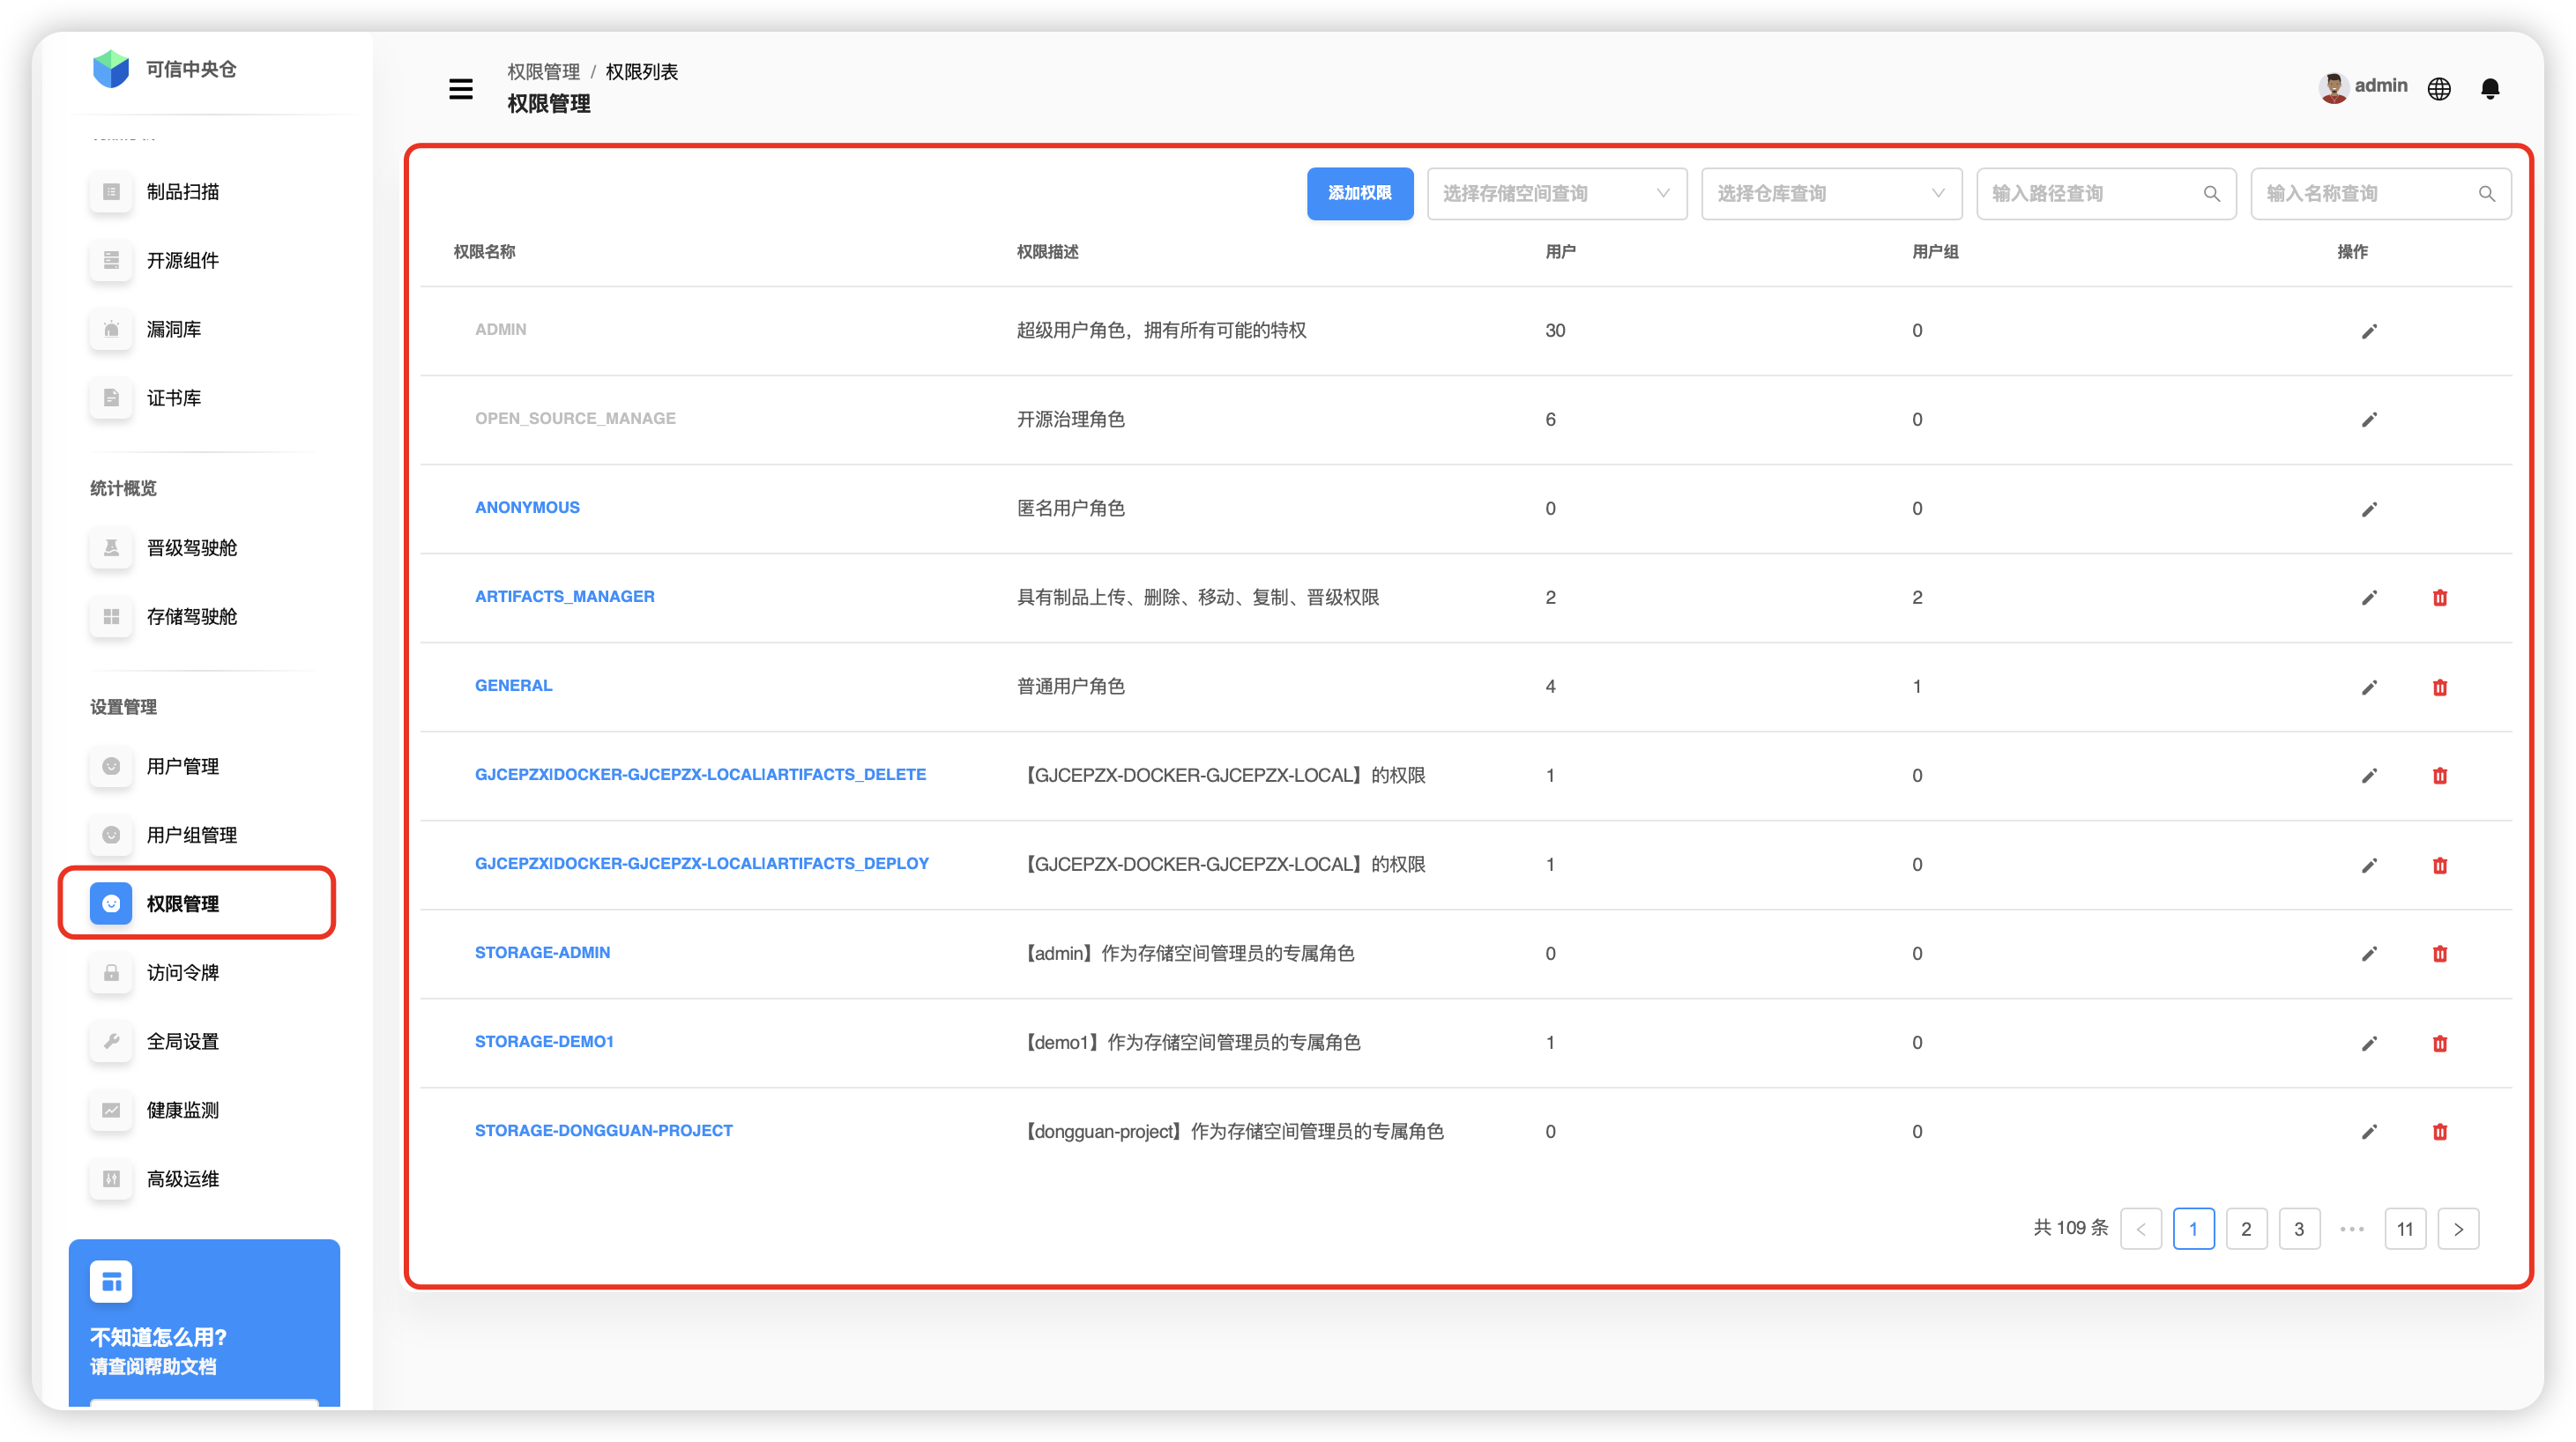 可信中央仓
权限管理 / 权限列表
权限管理
admin
制品扫描
开源组件
漏洞库
证书库
统计概览
晋级驾驶舱
存储驾驶舱
设置管理
用户管理
用户组管理
权限管理
访问令牌
全局设置
健康监测
高级运维
不知道怎么用?
请查阅帮助文档
添加权限 选择存储空间查询 选择仓库查询 输入路径查询 输入名称查询
权限名称 权限描述 用户 用户组 操作
ADMIN 超级用户角色，拥有所有可能的特权 30 0
OPEN_SOURCE_MANAGE 开源治理角色 6 0
ANONYMOUS 匿名用户角色 0 0
ARTIFACTS_MANAGER 具有制品上传、删除、移动、复制、晋级权限 2 2
GENERAL 普通用户角色 4 1
GJCEPZX|DOCKER-GJCEPZX-LOCAL|ARTIFACTS_DELETE 【GJCEPZX-DOCKER-GJCEPZX-LOCAL】的权限 1 0
GJCEPZX|DOCKER-GJCEPZX-LOCAL|ARTIFACTS_DEPLOY 【GJCEPZX-DOCKER-GJCEPZX-LOCAL】的权限 1 0
STORAGE-ADMIN 【admin】作为存储空间管理员的专属角色 0 0
STORAGE-DEMO1 【demo1】作为存储空间管理员的专属角色 1 0
STORAGE-DONGGUAN-PROJECT 【dongguan-project】作为存储空间管理员的专属角色 0 0
共 109 条 < 1 2 3 ••• 11 >